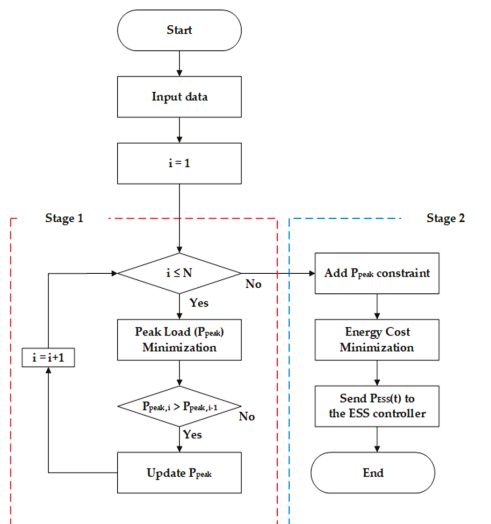 Start
Input data
i = 1
Stage 1
Stage 2
i ≤ N
No
Yes
Add Ppeak constraint
Peak Load (Ppeak)
Minimization
Energy Cost
Minimization
i =i+1
Ppeak,i > Ppeak,i-1
No
Yes
Send PESS(t) to
the ESS controller
Update Ppeak
End